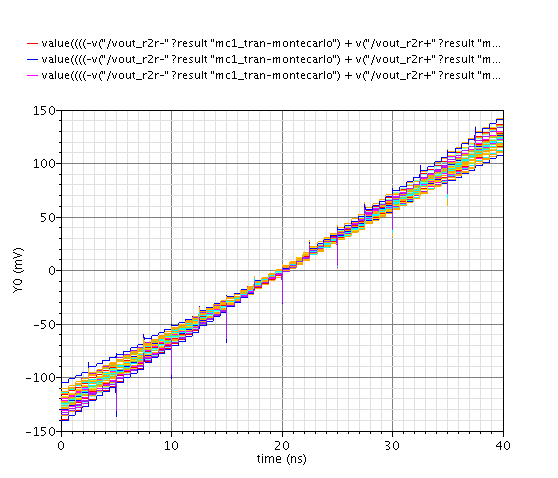 value((((-v("/vout_r2r-" ?result "mc1_tran-montecarlo") + v("/vout_r2r+" ?result "m...
value((((-v("/vout_r2r-" ?result "mc1_tran-montecarlo") + v("/vout_r2r+" ?result "m...
value((((-v("/vout_r2r-" ?result "mc1_tran-montecarlo") + v("/vout_r2r+" ?result "m...
150
100
50
0
-50
-100
-150
Y0 (mV)
0 10 20 30 40
time (ns)